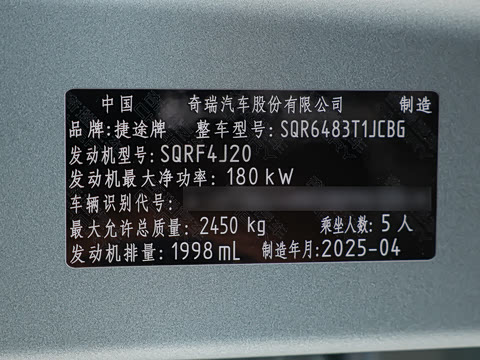 中国 奇瑞汽车股份有限公司 制造
品牌:捷途牌 整车型号:SQR6483T1JCBG
发动机型号:SQRF4J20
发动机最大净功率: 180 kW
车辆识别代号:
最大允许总质量: 2450 kg 乘坐人数: 5 人
发动机排量: 1998 mL 制造年月: 2025-04